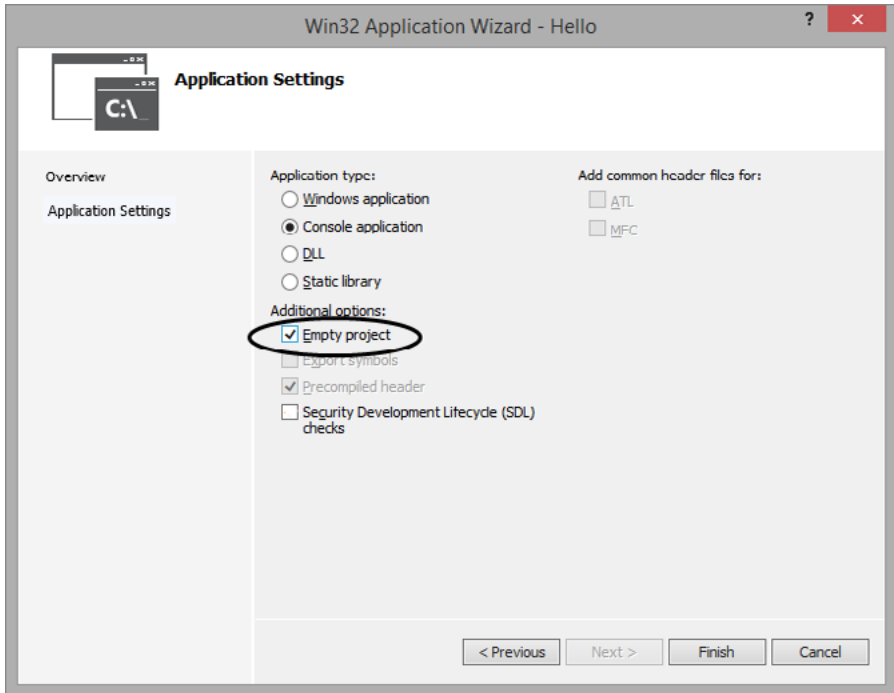 Win32 Application Wizard - Hello
?
C:\_
Application Settings
Overview
Application Settings
Application type:
Windows application
Console application
DLL
Static library
Additional options:
Empty project
Export symbols
Precompiled header
Security Development Lifecycle (SDL)
checks
Add common header files for:
ATL
MFC
< Previous
Next >
Finish
Cancel